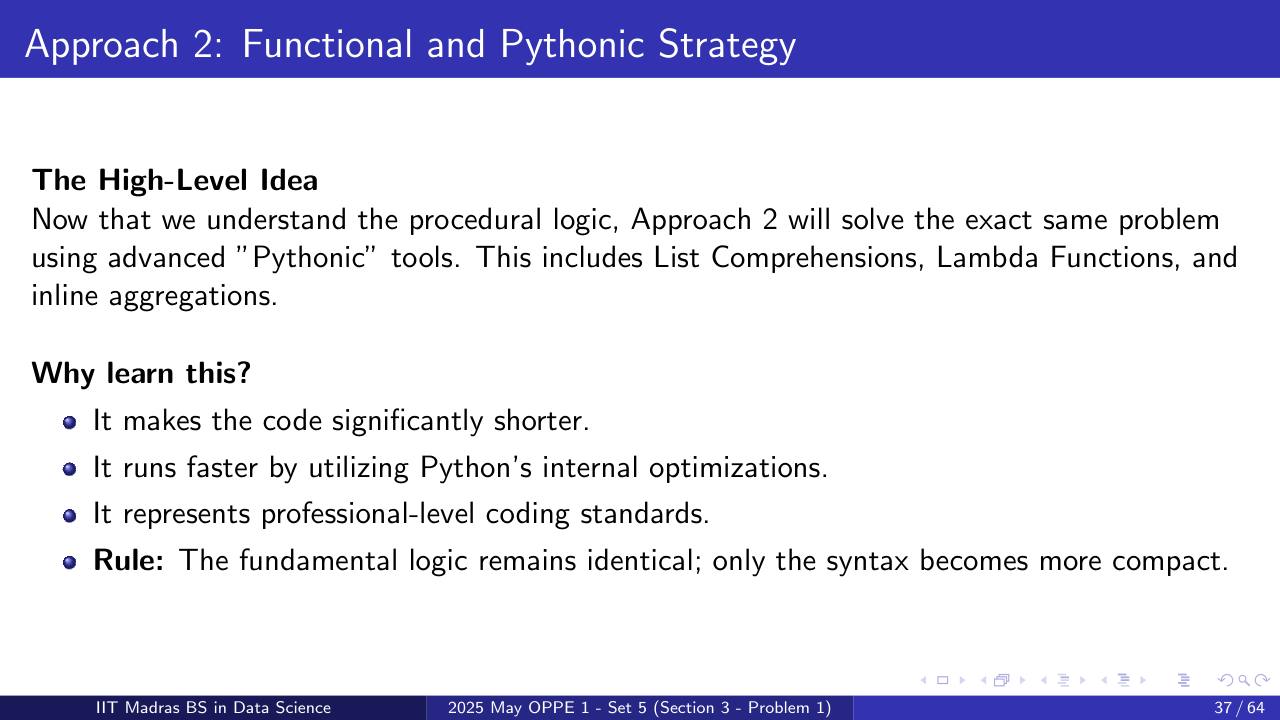 Approach 2: Functional and Pythonic Strategy
The High-Level Idea
Now that we understand the procedural logic, Approach 2 will solve the exact same problem
using advanced ”Pythonic” tools. This includes List Comprehensions, Lambda Functions, and
inline aggregations.
Why learn this?
It makes the code significantly shorter.
It runs faster by utilizing Python’s internal optimizations.
It represents professional-level coding standards.
Rule: The fundamental logic remains identical; only the syntax becomes more compact.
IIT Madras BS in Data Science 2025 May OPPE 1 - Set 5 (Section 3 - Problem 1) 37 / 64